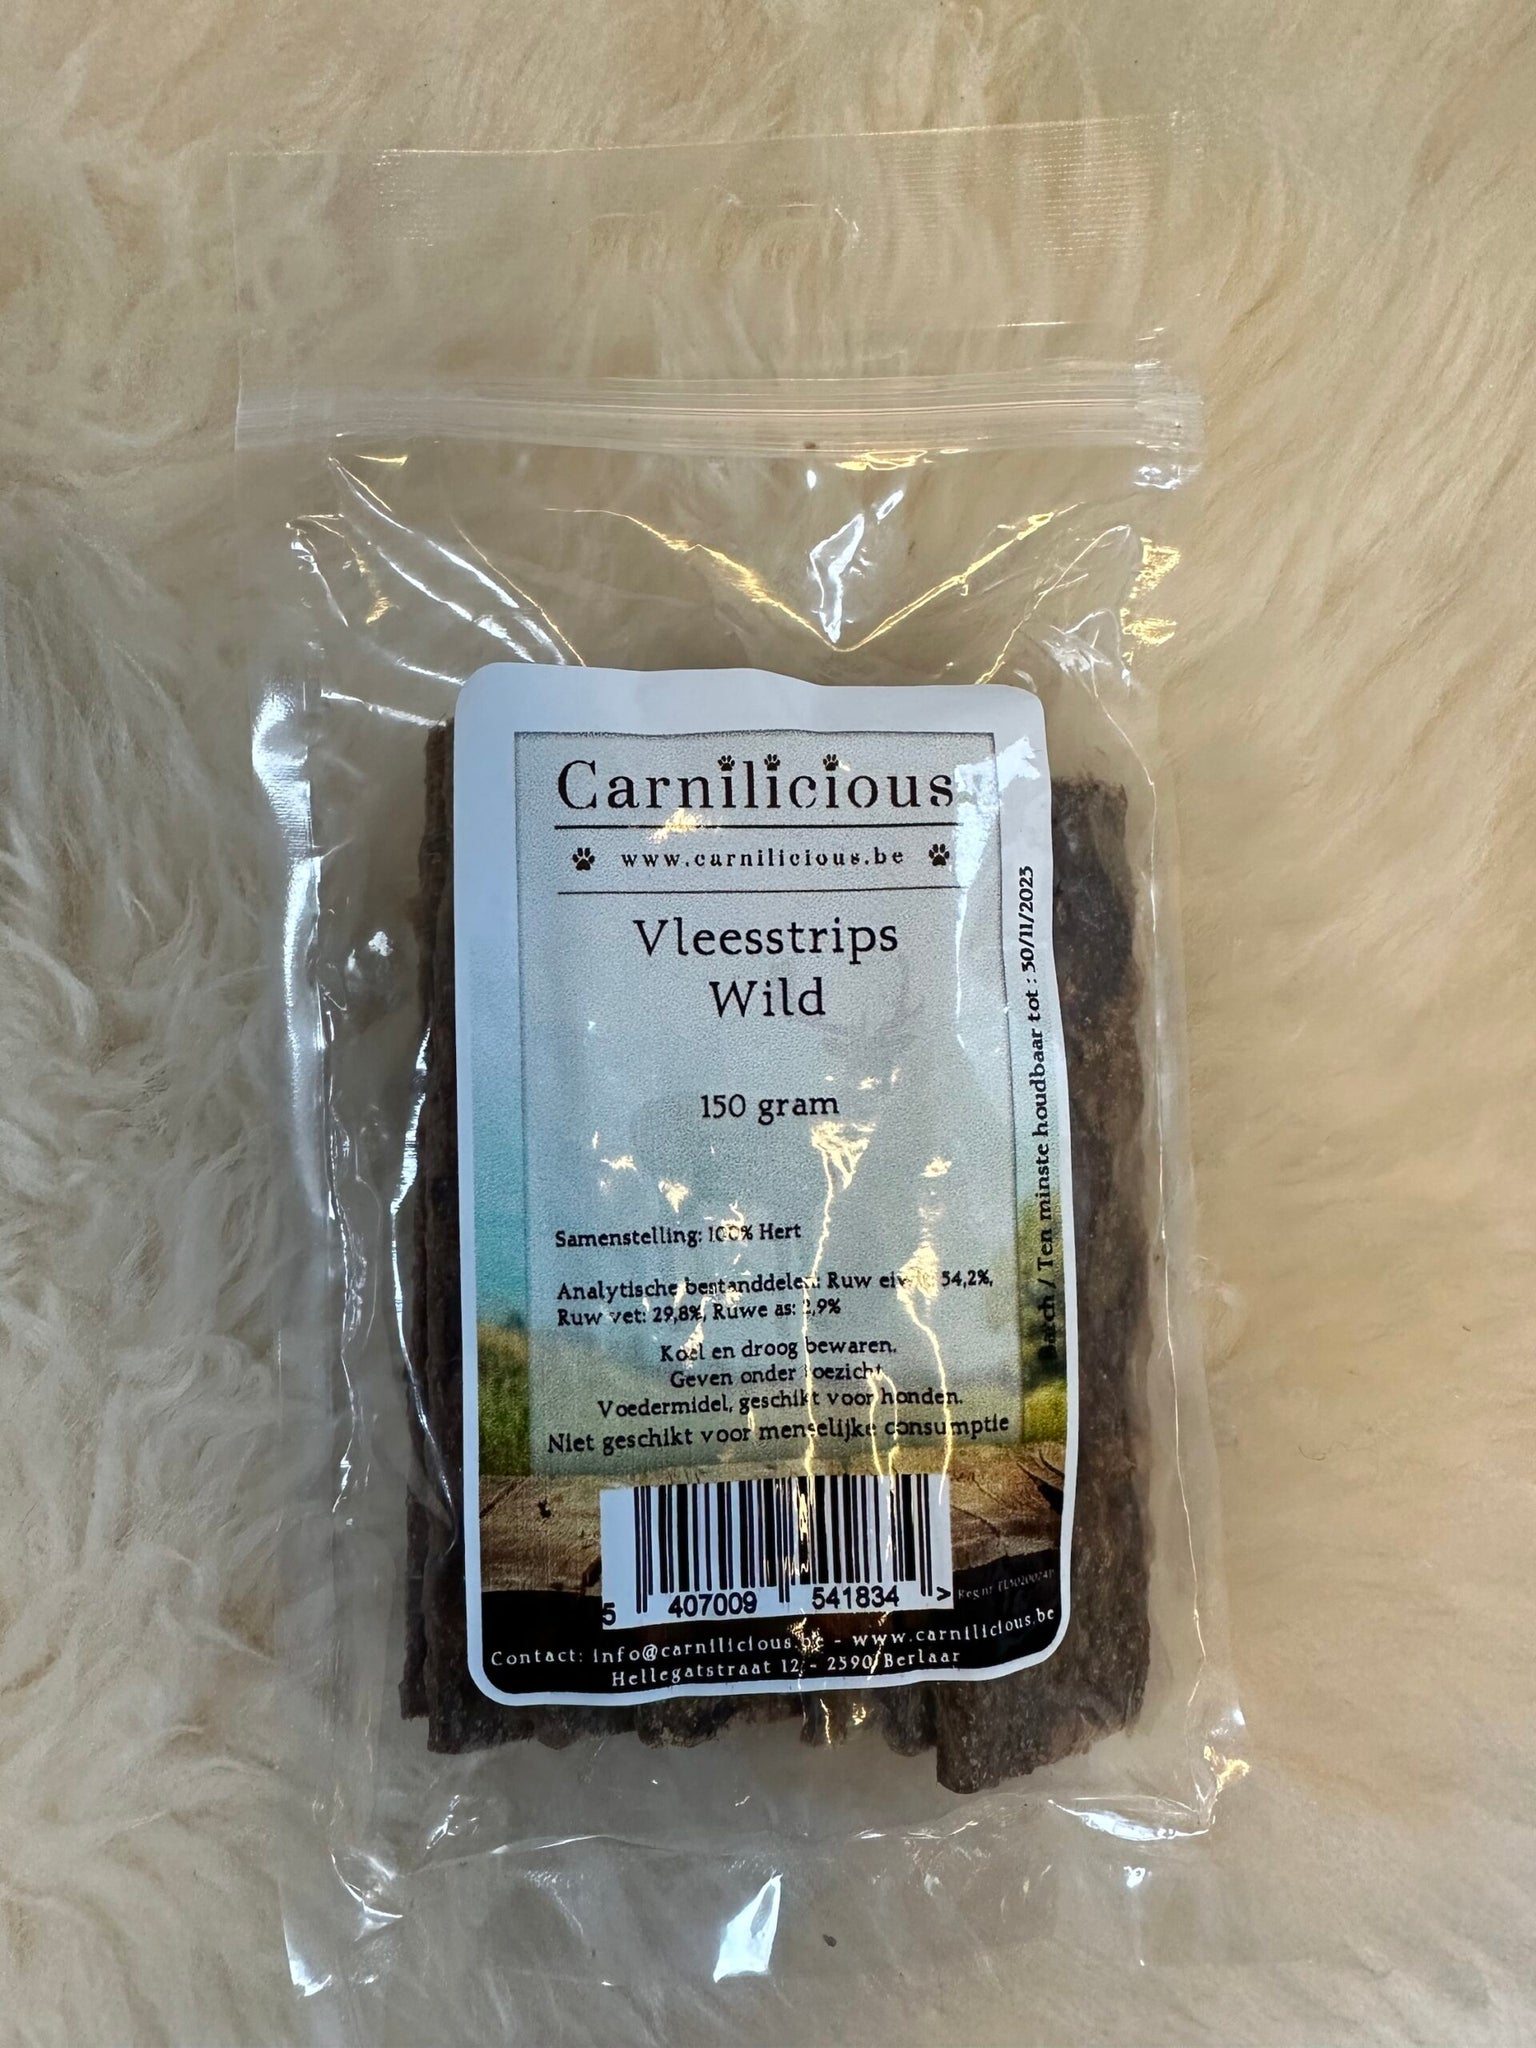 Carnilicious
www.carnilicious.be
Vleesstrips
Wild
150 gram
Samenstelling: 100% Hert
Analytische bestanddelen: Ruw 54,2%,
Ruw vet: 29,8%, Ruwe as: 2,9%
Koel en droog bewaren.
Geven onder toezicht
Voedermidel, geschikt voor honden.
Niet geschikt voor menselijke consumptie
5 407009 541834 >
Reg.nr
Contact: info@carnilicious.be - www.carnilicious.be
Hellegatstraat 12 - 2590 Berlaar
Batch / Ten minste houdbaar tot : 30/11/2023